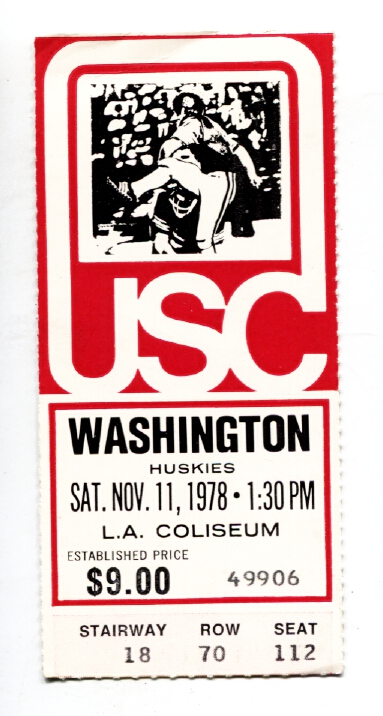 USC
WASHINGTON
HUSKIES
SAT. NOV. 11, 1978 • 1:30 PM
L.A. COLISEUM
ESTABLISHED PRICE
$9.00 49906
STAIRWAY ROW SEAT
18 70 112